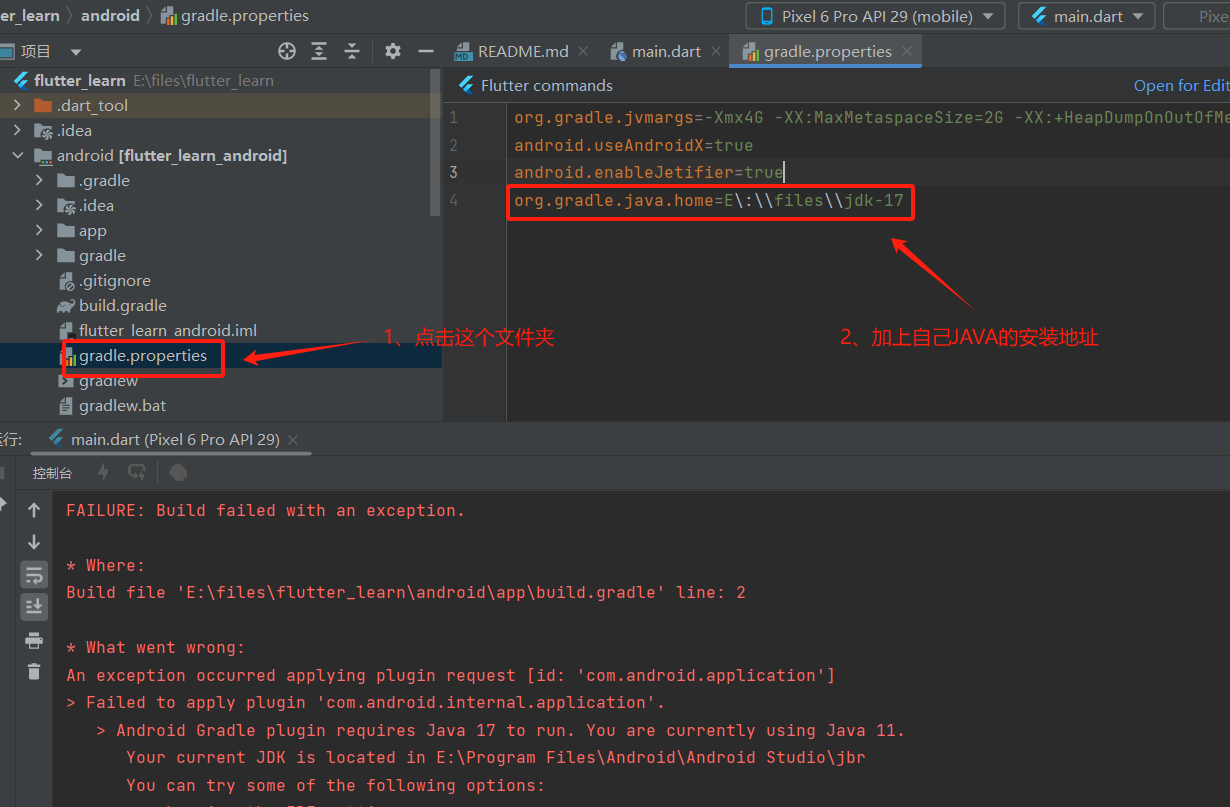 er_learn android gradle.properties
Pixel 6 Pro API 29 (mobile) main.dart Pixe
项目
README.md main.dart gradle.properties
flutter_learn E:\files\flutter_learn
.dart_tool
.idea
android [flutter_learn_android]
.gradle
.idea
app
gradle
.gitignore
build.gradle
flutter_learn_android.iml
gradle.properties
gradlew
gradlew.bat
Flutter commands Open for Edit
1 org.gradle.jvmargs=-Xmx4G -XX:MaxMetaspaceSize=2G -XX:+HeapDumpOnOutOfMe
2 android.useAndroidX=true
3 android.enableJetifier=true
4 org.gradle.java.home=E\:\\files\\jdk-17
1、点击这个文件夹
2、加上自己JAVA的安装地址
行: main.dart (Pixel 6 Pro API 29)
控制台
FAILURE: Build failed with an exception.
* Where:
Build file 'E:\files\flutter_learn\android\app\build.gradle' line: 2
* What went wrong:
An exception occurred applying plugin request [id: 'com.android.application']
> Failed to apply plugin 'com.android.internal.application'.
> Android Gradle plugin requires Java 17 to run. You are currently using Java 11.
Your current JDK is located in E:\Program Files\Android\Android Studio\jbr
You can try some of the following options: